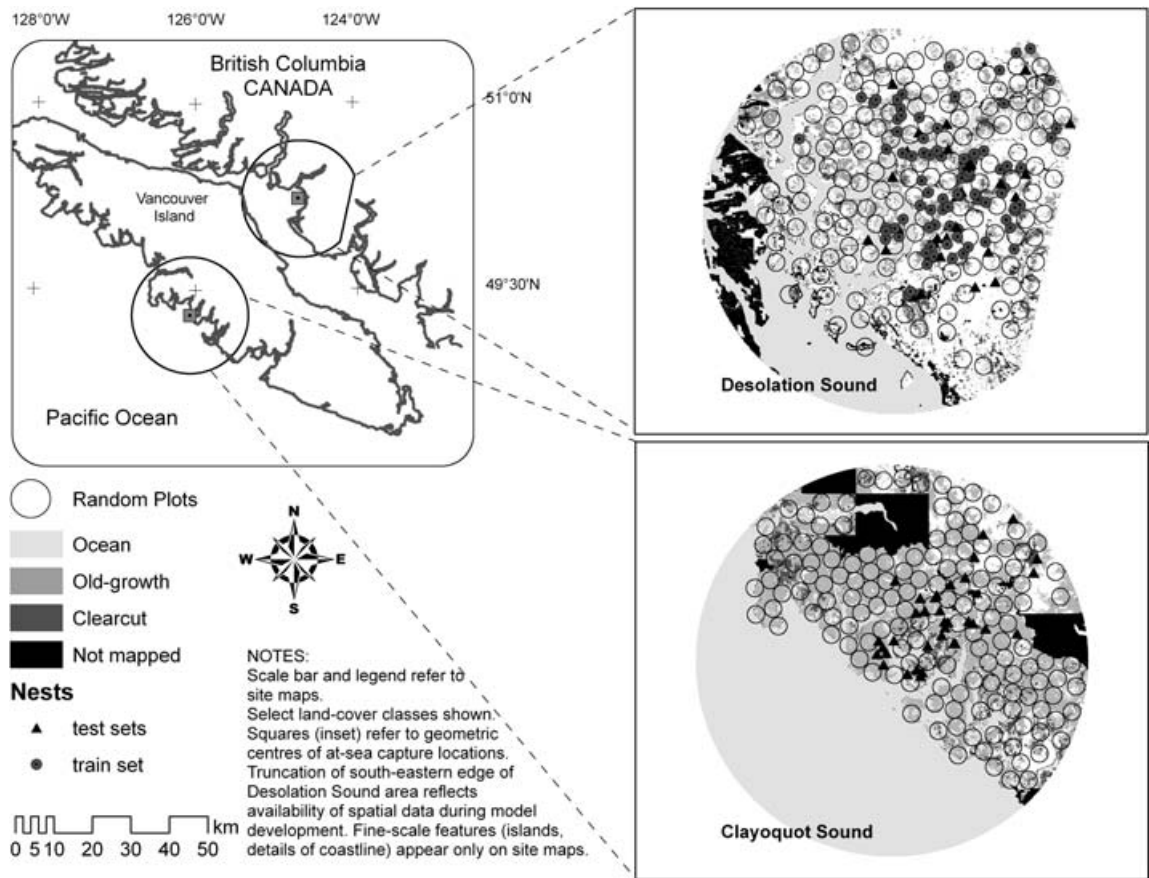 128°0'W 126°0'W 124°0'W
British Columbia
CANADA
51°0'N
Vancouver
Island
49°30'N
Pacific Ocean
Desolation Sound
Clayoquot Sound
Random Plots
Ocean
Old-growth
Clearcut
Not mapped
Nests
test sets
train set
0 5 10 20 30 40 50 km
N
W E
S
NOTES:
Scale bar and legend refer to
site maps.
Select land-cover classes shown.
Squares (inset) refer to geometric
centres of at-sea capture locations.
Truncation of south-eastern edge of
Desolation Sound area reflects
availability of spatial data during model
development. Fine-scale features (islands,
details of coastline) appear only on site maps.